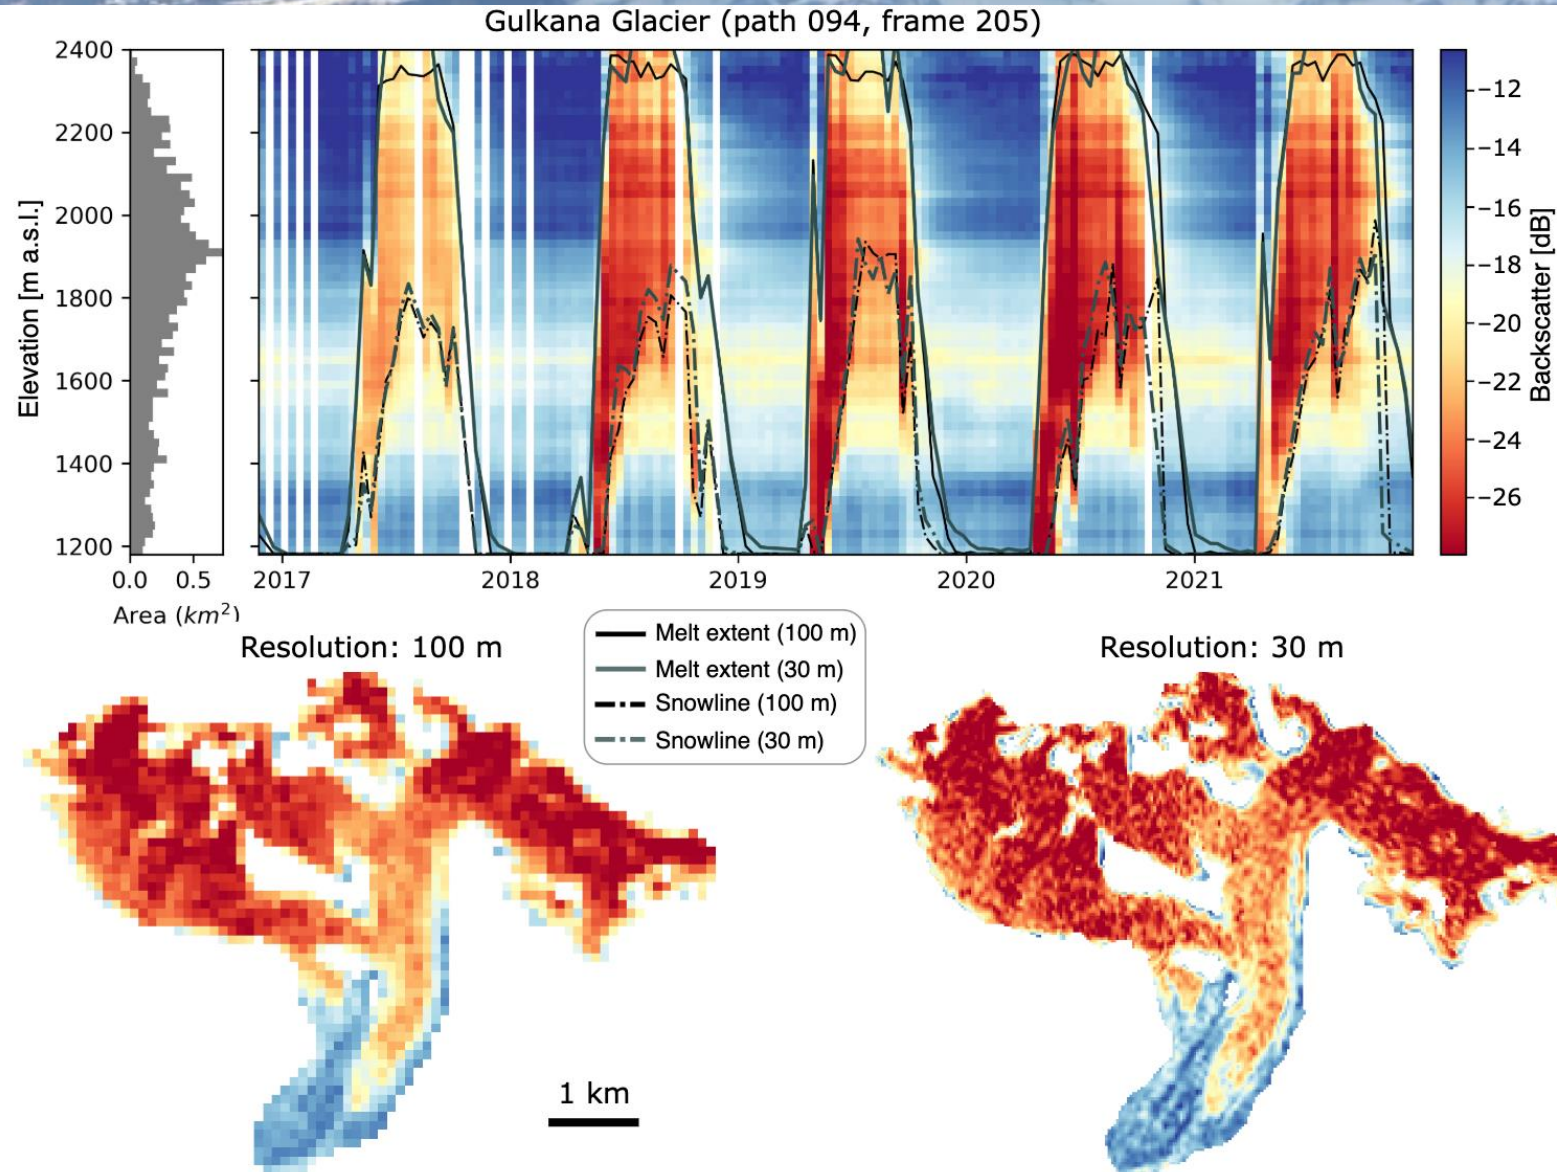 Gulkana Glacier (path 094, frame 205)
2400
2200
2000
1800
1600
1400
1200
Elevation [m a.s.l.]
0.0 0.5
Area (km²)
2017 2018 2019 2020 2021
−12
−14
−16
−18
−20
−22
−24
−26
Backscatter [dB]
Resolution: 100 m
Melt extent (100 m)
Melt extent (30 m)
Snowline (100 m)
Snowline (30 m)
Resolution: 30 m
1 km